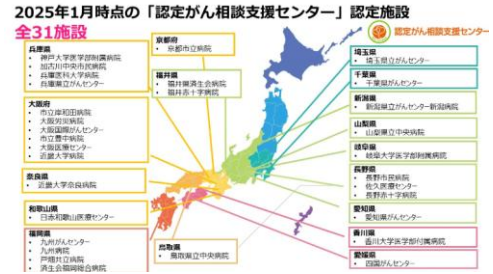 2025年1月時点の「認定がん相談支援センター」認定施設
全31施設
認定がん相談支援センター
兵庫県
・ 神戸大学医学部附属病院
・ 加古川中央市民病院
・ 兵庫医科大学病院
・ 兵庫県立がんセンター
大阪府
・ 市立岸和田病院
・ 大阪労災病院
・ 大阪国際がんセンター
・ 市立豊中病院
・ 大阪医療センター
・ 近畿大学病院
奈良県
・ 近畿大学奈良病院
和歌山県
・ 日赤和歌山医療センター
福岡県
・ 九州がんセンター
・ 九州病院
・ 戸畑共立病院
・ 済生会福岡総合病院
京都府
・ 京都市立病院
福井県
・ 福井県済生会病院
・ 福井赤十字病院
鳥取県
・ 鳥取県立中央病院
埼玉県
・ 埼玉県立がんセンター
千葉県
・ 千葉県がんセンター
新潟県
・ 新潟県立がんセンター新潟病院
山梨県
・ 山梨県立中央病院
岐阜県
・ 岐阜大学医学部附属病院
長野県
・ 長野市民病院
・ 佐久医療センター
・ 長野赤十字病院
愛知県
・ 愛知県がんセンター
香川県
・ 香川大学医学部付属病院
愛媛県
・ 四国がんセンター